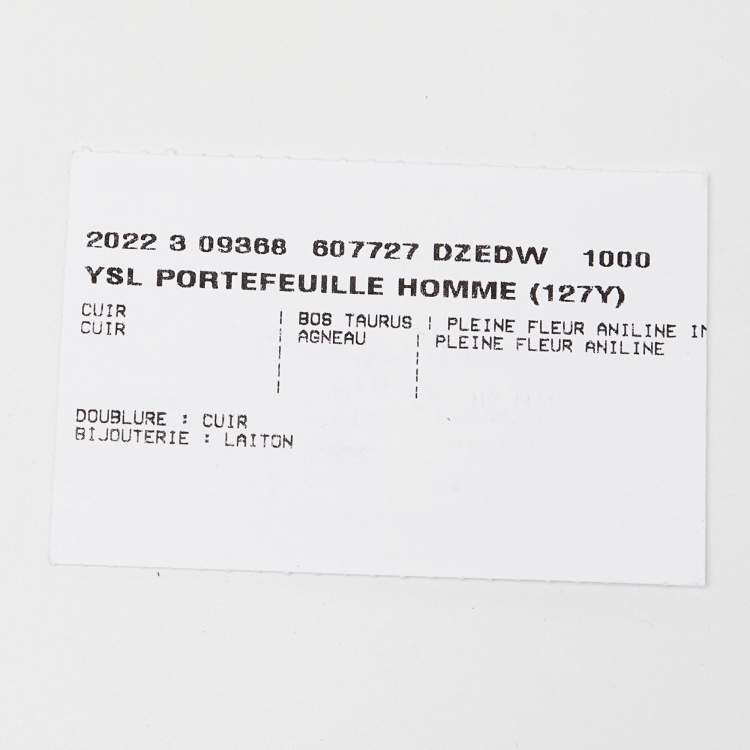 2022 3 09368 607727 DZEDW 1000
YSL PORTEFEUILLE HOMME (127Y)
CUIR | BOS TAURUS | PLEINE FLEUR ANILINE
CUIR | AGNEAU | PLEINE FLEUR ANILINE
DOUBLURE : CUIR
BIJOUTERIE : LAITON